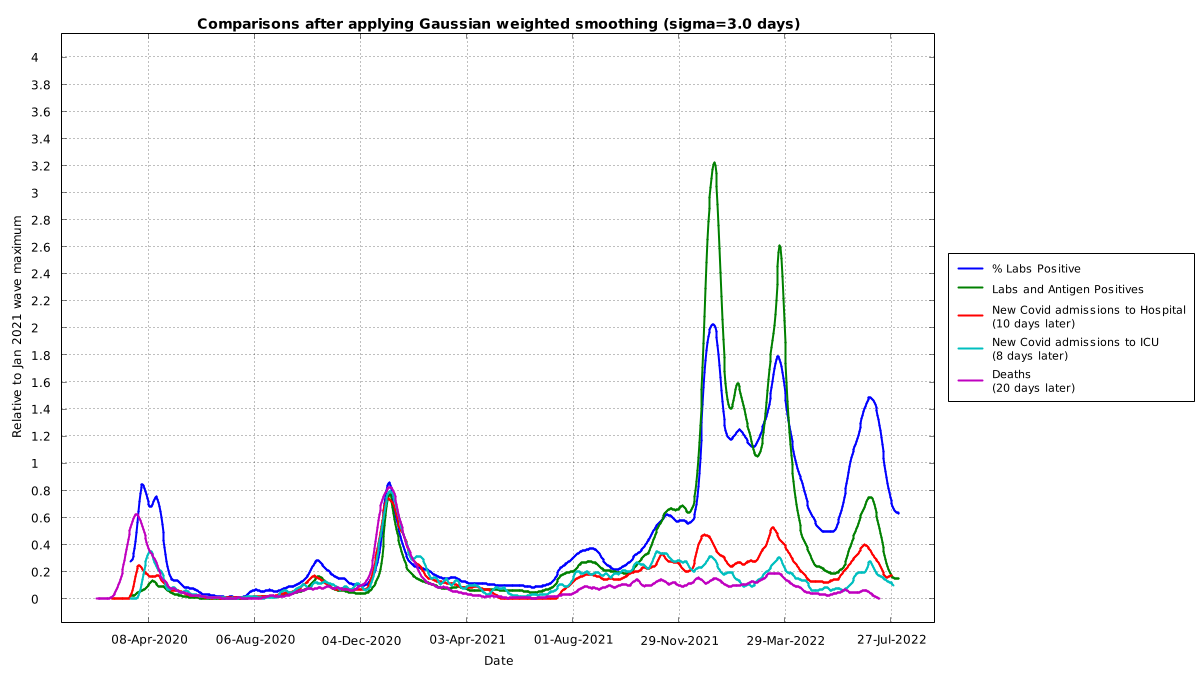 Comparisons after applying Gaussian weighted smoothing (sigma=3.0 days)
Relative to Jan 2021 wave maximum
4
3.8
3.6
3.4
3.2
3
2.8
2.6
2.4
2.2
2
1.8
1.6
1.4
1.2
1
0.8
0.6
0.4
0.2
0
08-Apr-2020
06-Aug-2020
04-Dec-2020
03-Apr-2021
01-Aug-2021
29-Nov-2021
29-Mar-2022
27-Jul-2022
Date
% Labs Positive
Labs and Antigen Positives
New Covid admissions to Hospital
(10 days later)
New Covid admissions to ICU
(8 days later)
Deaths
(20 days later)